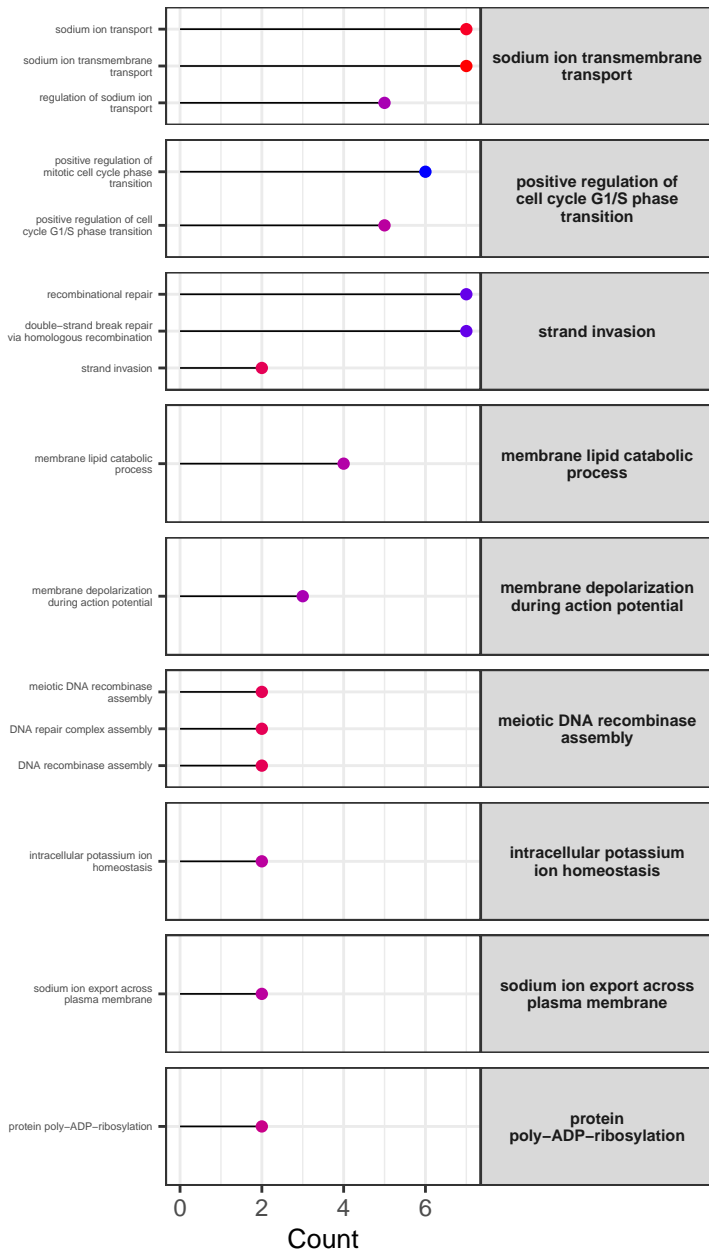 sodium ion transport
sodium ion transmembrane
transport
regulation of sodium ion
transport
sodium ion transmembrane
transport
positive regulation of
mitotic cell cycle phase
transition
positive regulation of cell
cycle G1/S phase transition
positive regulation of
cell cycle G1/S phase
transition
recombinational repair
double−strand break repair
via homologous recombination
strand invasion
strand invasion
membrane lipid catabolic
process
membrane lipid catabolic
process
membrane depolarization
during action potential
membrane depolarization
during action potential
meiotic DNA recombinase
assembly
DNA repair complex assembly
DNA recombinase assembly
meiotic DNA recombinase
assembly
intracellular potassium ion
homeostasis
intracellular potassium
ion homeostasis
sodium ion export across
plasma membrane
sodium ion export across
plasma membrane
protein poly−ADP−ribosylation
protein
poly−ADP−ribosylation
0 2 4 6
Count